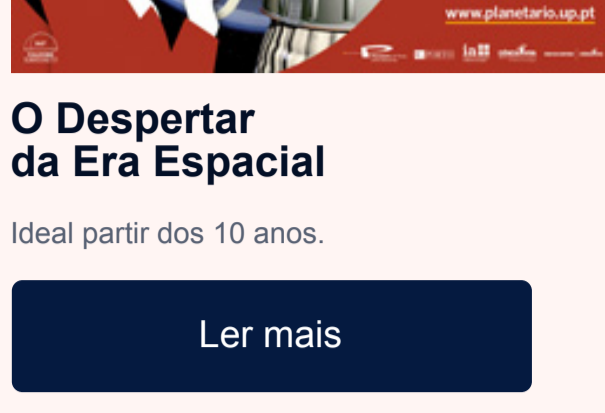 www.planetario.up.pt
O Despertar
da Era Espacial
Ideal partir dos 10 anos.
Ler mais